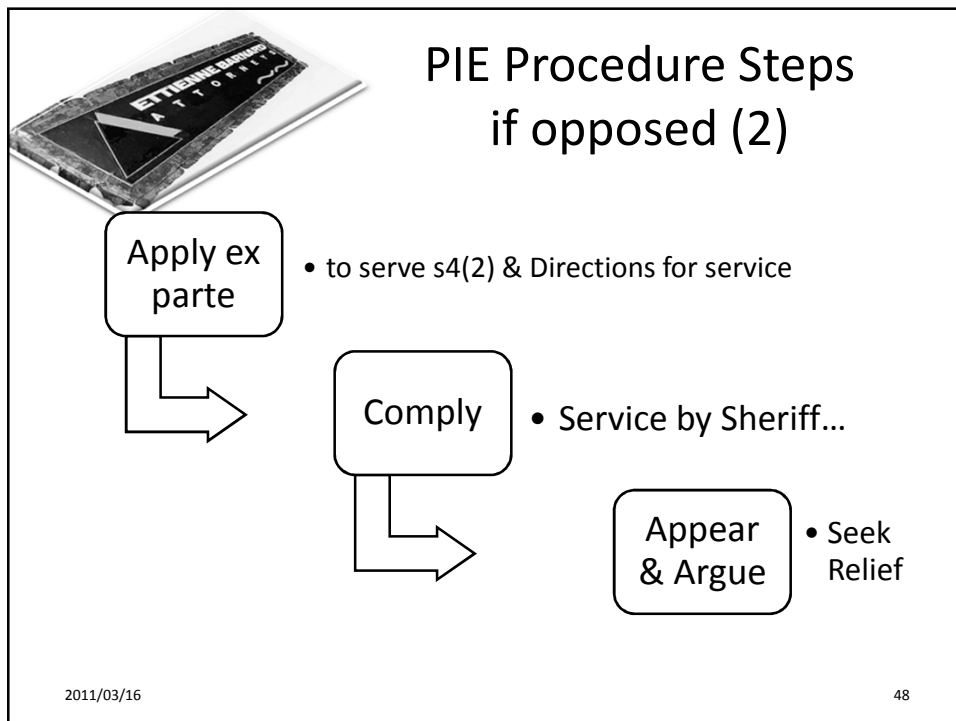 ETTIENNE BARNARD
ATTORNEYS
PIE Procedure Steps
if opposed (2)
Apply ex
parte
• to serve s4(2) & Directions for service
Comply
• Service by Sheriff…
Appear
& Argue
• Seek
Relief
2011/03/16
48